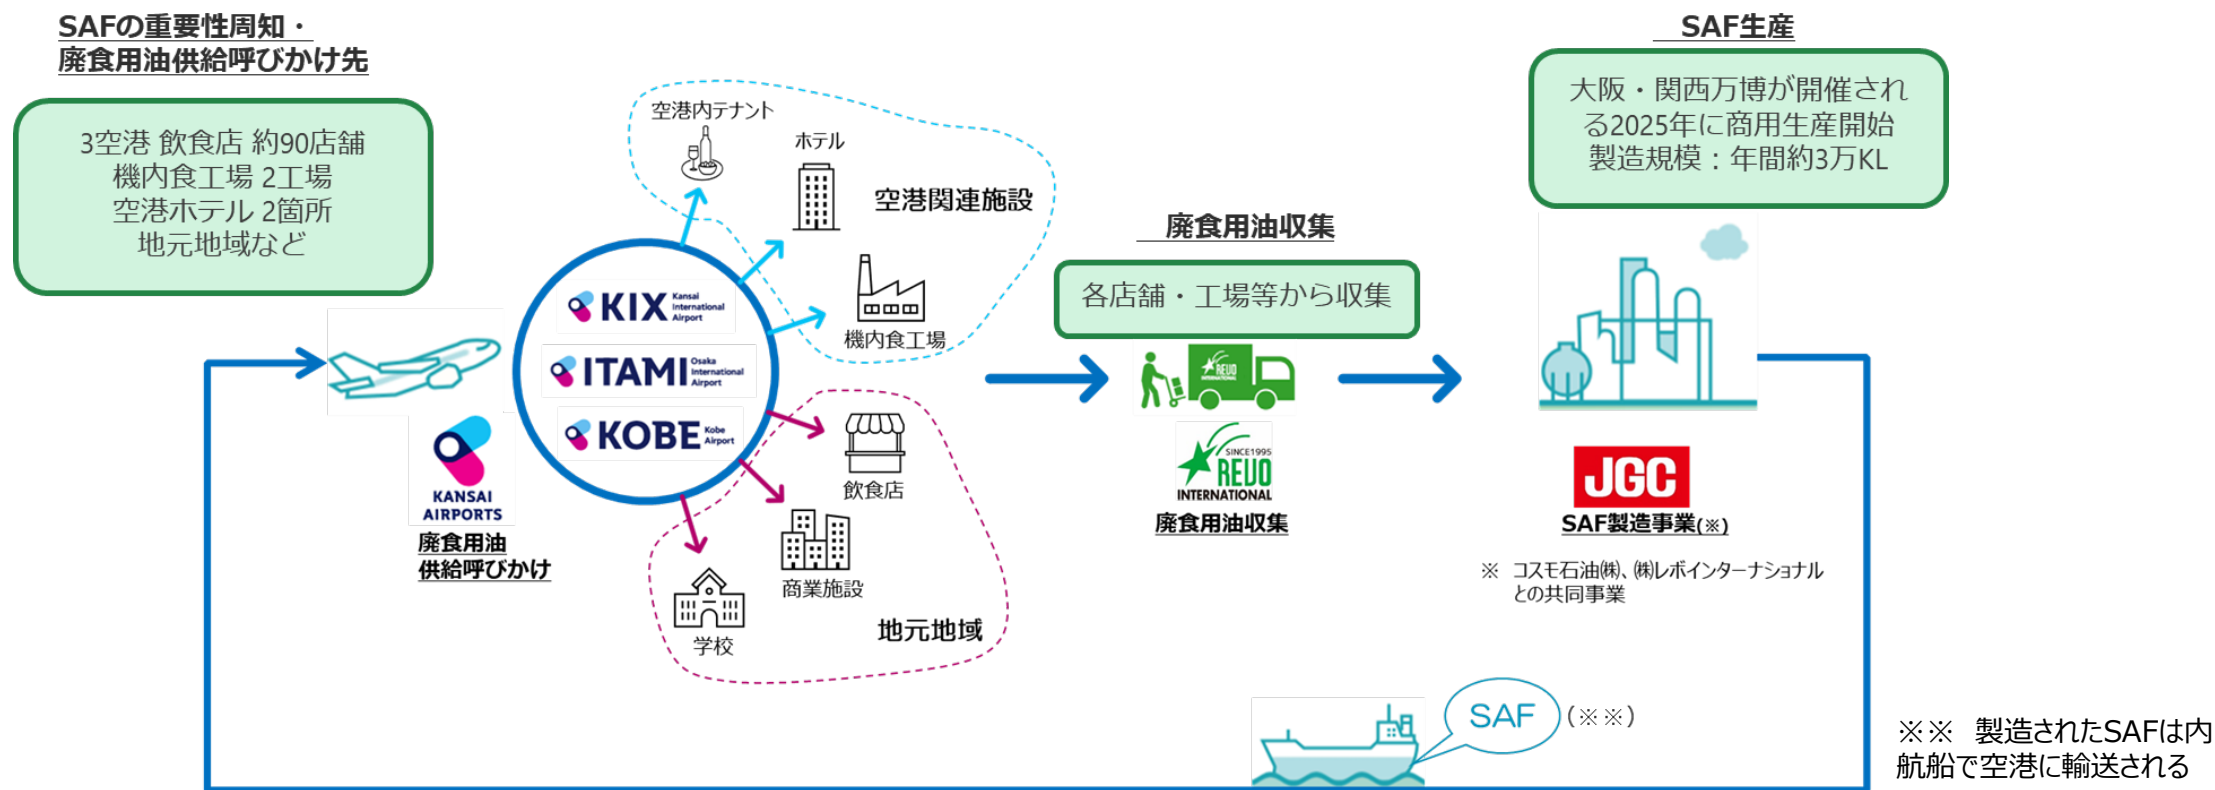 SAFの重要性周知・
廃食用油供給呼びかけ先
3空港 飲食店 約90店舗
機内食工場 2工場
空港ホテル 2箇所
地元地域など
KANSAI
AIRPORTS
廃食用油
供給呼びかけ
KIX Kansai International Airport
ITAMI Osaka International Airport
KOBE Kobe Airport
空港内テナント
ホテル
空港関連施設
機内食工場
飲食店
商業施設
学校
地元地域
廃食用油収集
各店舗・工場等から収集
REVO
INTERNATIONAL
SINCE1995
REVO
INTERNATIONAL
廃食用油収集
SAF生産
大阪・関西万博が開催され
る2025年に商用生産開始
製造規模：年間約3万KL
JGC
SAF製造事業(※)
※ コスモ石油㈱、㈱レボインターナショナル
との共同事業
SAF (※※)
※※ 製造されたSAFは内
航船で空港に輸送される